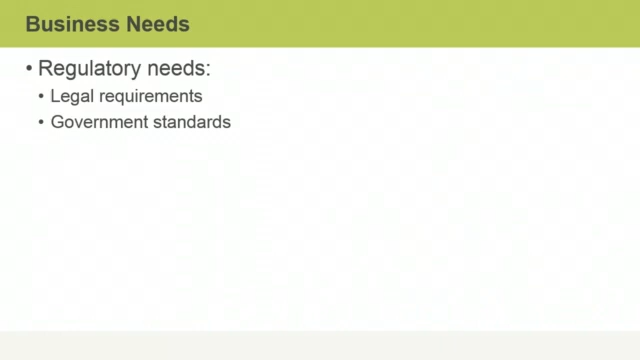 Business Needs
• Regulatory needs:
• Legal requirements
• Government standards